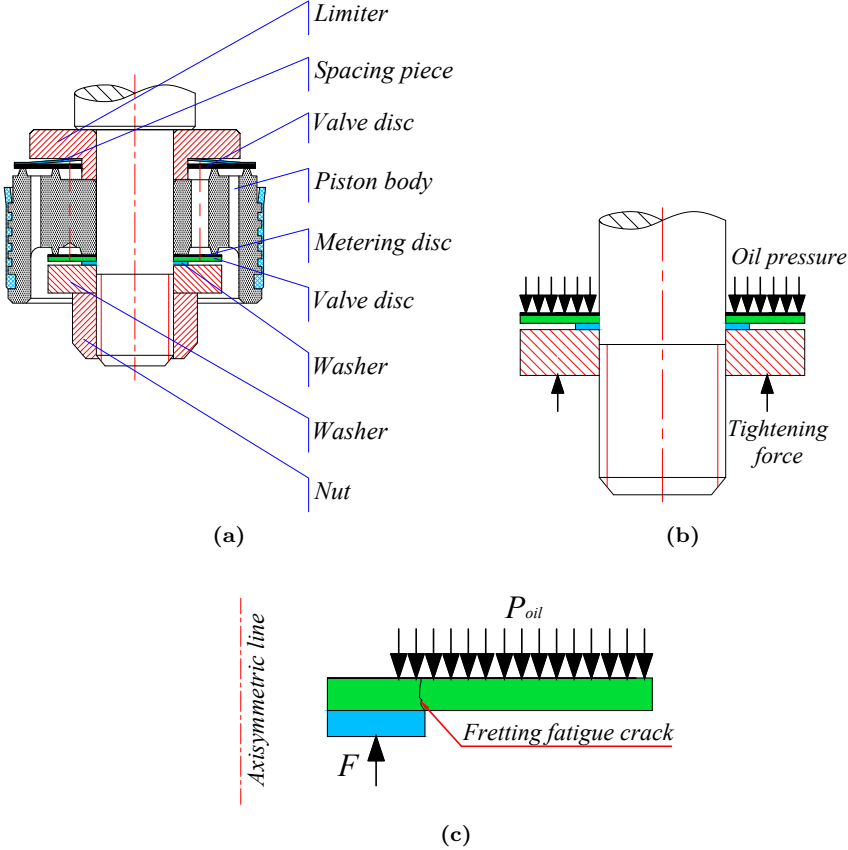 Limiter
Spacing piece
Valve disc
Piston body
Metering disc
Valve disc
Washer
Washer
Nut
(a)
Oil pressure
Tightening
force
(b)
Axisymmetric line
P oil
Fretting fatigue crack
F
(c)